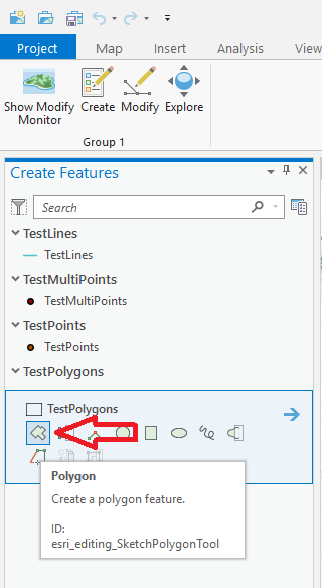 Project Map Insert Analysis View
Show Modify Monitor Create Modify Explore
Group 1
Create Features
Search
TestLines
TestLines
TestMultiPoints
TestMultiPoints
TestPoints
TestPoints
TestPolygons
TestPolygons
Polygon
Create a polygon feature.
ID:
esri_editing_SketchPolygonTool